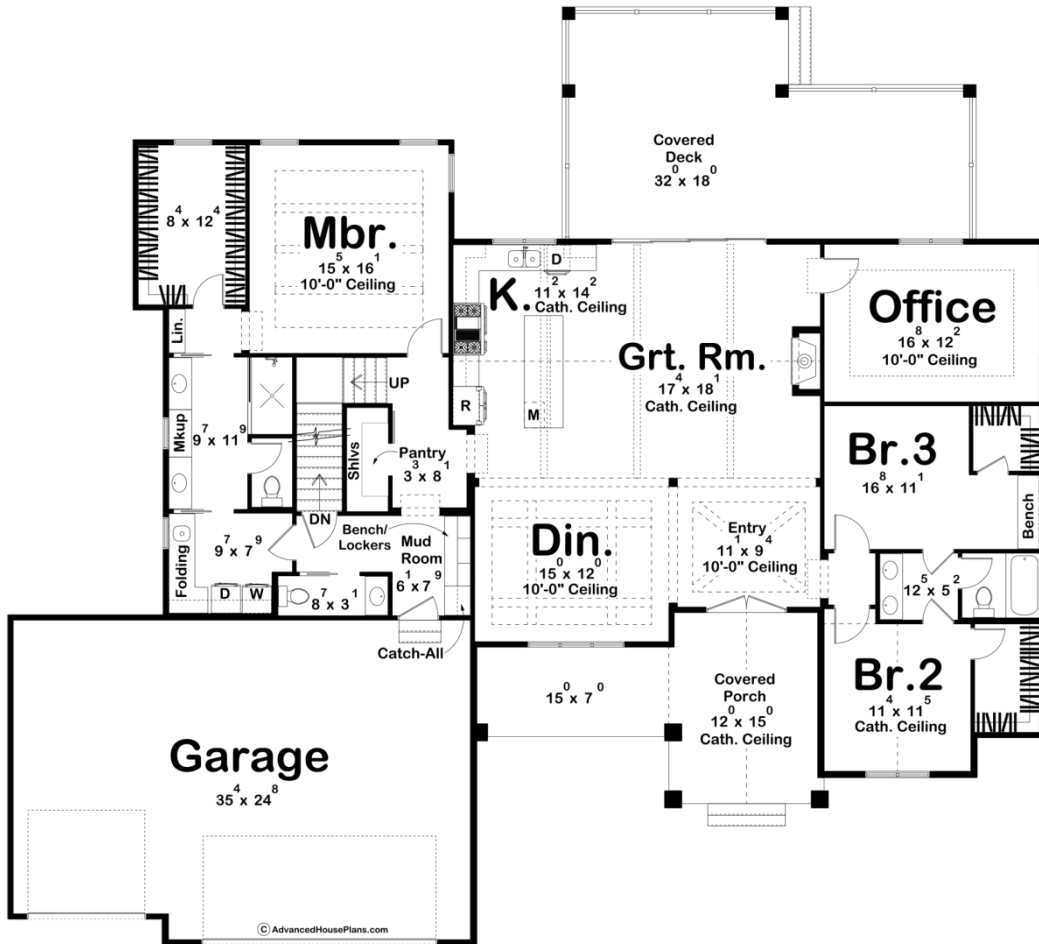 Covered
Deck
32⁰ x 18⁰
8⁴ x 12⁴
Mbr.
15⁵ x 16¹
10'-0" Ceiling
Lin.
K.
D
11² x 14²
Cath. Ceiling
Office
16⁸ x 12²
10'-0" Ceiling
Grt. Rm.
17⁴ x 18¹
Cath. Ceiling
UP
R
M
Mkup
9⁷ x 11⁹
Shlvs
Pantry
3³ x 8¹
Br.3
16⁸ x 11¹
Bench
DN
Bench/
Lockers
Mud
Room
6¹ x 7⁹
Folding
9⁷ x 7⁹
D
W
8⁷ x 3¹
Din.
15⁰ x 12⁰
10'-0" Ceiling
Entry
11¹ x 9⁴
10'-0" Ceiling
12⁵ x 5²
Catch-All
Br.2
11⁴ x 11⁵
Cath. Ceiling
15⁰ x 7⁰
Covered
Porch
12⁰ x 15⁰
Cath. Ceiling
Garage
35⁴ x 24⁸
© AdvancedHousePlans.com